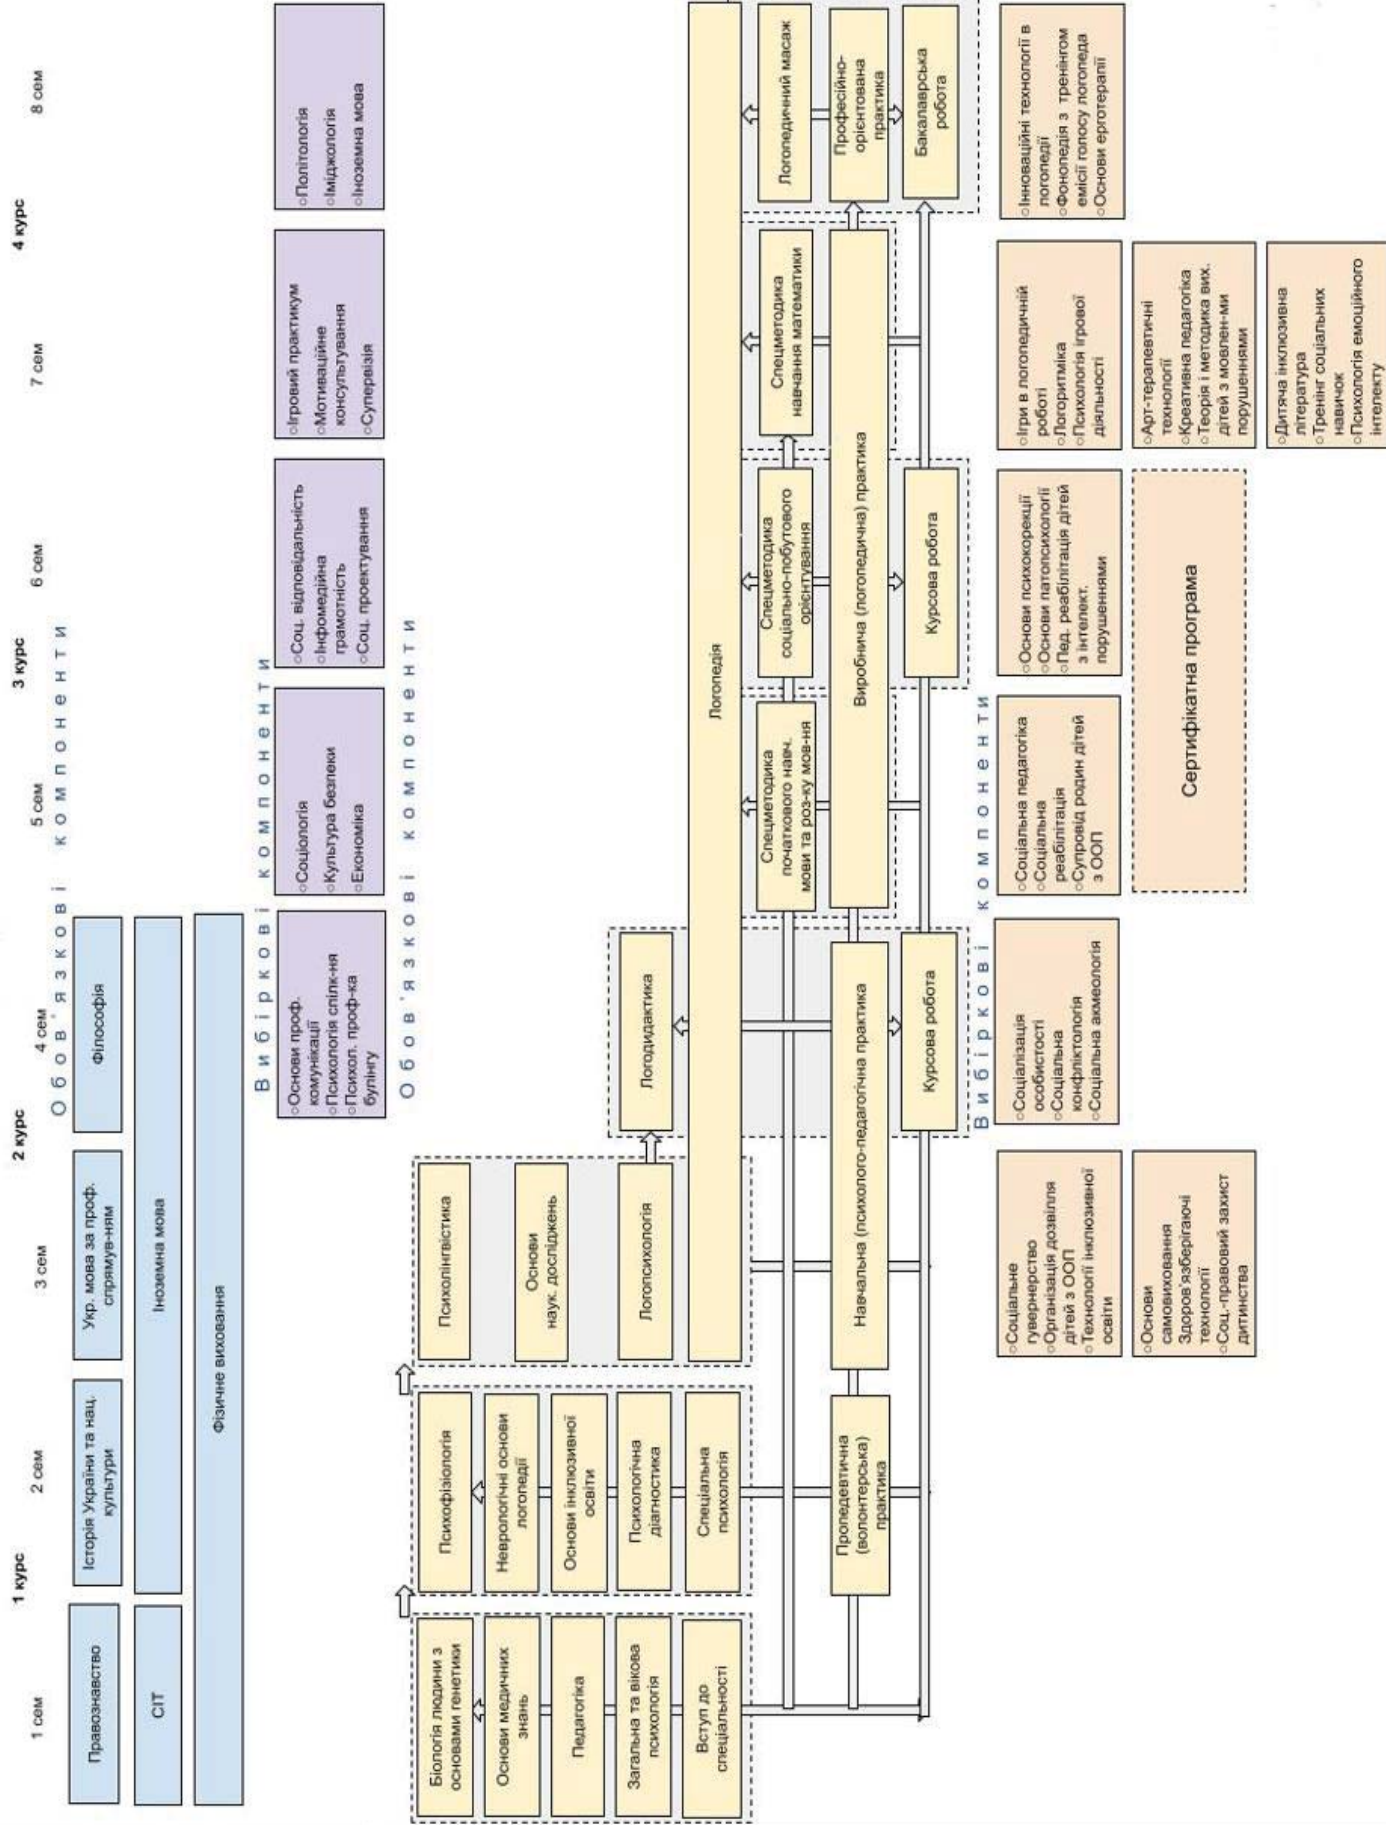 1 курс
2 курс
3 курс
4 курс
1 сем
2 сем
3 сем
4 сем
5 сем
6 сем
7 сем
8 сем
Обов'язкові компоненти
Правознавство
Історія України та нац.
культури
Укр. мова за проф.
спрямув-ням
Філософія
СІТ
Іноземна мова
Фізичне виховання
Вибіркові компоненти
○Основи проф.
комунікації
○Психологія спілк-ня
○Психол. проф-ка
булінгу
○Соціологія
○Культура безпеки
○Економіка
○Соц. відповідальність
○Інфомедійна
грамотність
○Соц. проектування
○Ігровий практикум
○Мотиваційне
консультування
○Супервізія
○Політологія
○Іміджологія
○Іноземна мова
Обов'язкові компоненти
Біологія людини з
основами генетики
Основи медичних
знань
Педагогіка
Загальна та вікова
психологія
Вступ до
спеціальності
Психофізіологія
Неврологічні основи
логопедії
Основи інклюзивної
освіти
Психологічна
діагностика
Спеціальна
психологія
Пропедевтична
(волонтерська)
практика
Психолінгвістика
Основи
наук. досліджень
Логопсихологія
Логодидактика
Логопедія
Навчальна (психолого-педагогічна практика
Курсова робота
Спецметодика
початкового навч.
мови та роз-ку мов-ня
Спецметодика
соціально-побутового
орієнтування
Спецметодика
навчання математики
Логопедичний масаж
Виробнича (логопедична) практика
Професійно-
орієнтована
практика
Курсова робота
Бакалаврська
робота
Вибіркові компоненти
○Соціальне
гувернерство
○Організація дозвілля
дітей з ООП
○Технології інклюзивної
освіти
○Соціалізація
особистості
○Соціальна
конфліктологія
○Соціальна акмеологія
○Соціальна педагогіка
○Соціальна
реабілітація
○Супровід родин дітей
з ООП
○Основи психокорекції
○Основи патопсихології
○Пед. реабілітація дітей
з інтелект.
порушеннями
○Ігри в логопедичній
роботі
○Логоритміка
○Психологія ігрової
діяльності
○Інноваційні технології в
логопедії
○Фонопедія з тренінгом
емісії голосу логопеда
○Основи ерготерапії
○Основи
самовиховання
Здоров'язберігаючі
технології
○Соц.-правовий захист
дитинства
Сертифікатна програма
○Арт-терапевтичні
технології
○Креативна педагогіка
○Теорія і методика вих.
дітей з мовлен-ми
порушеннями
○Дитяча інклюзивна
література
○Тренінг соціальних
навичок
○Психологія емоційного
інтелекту